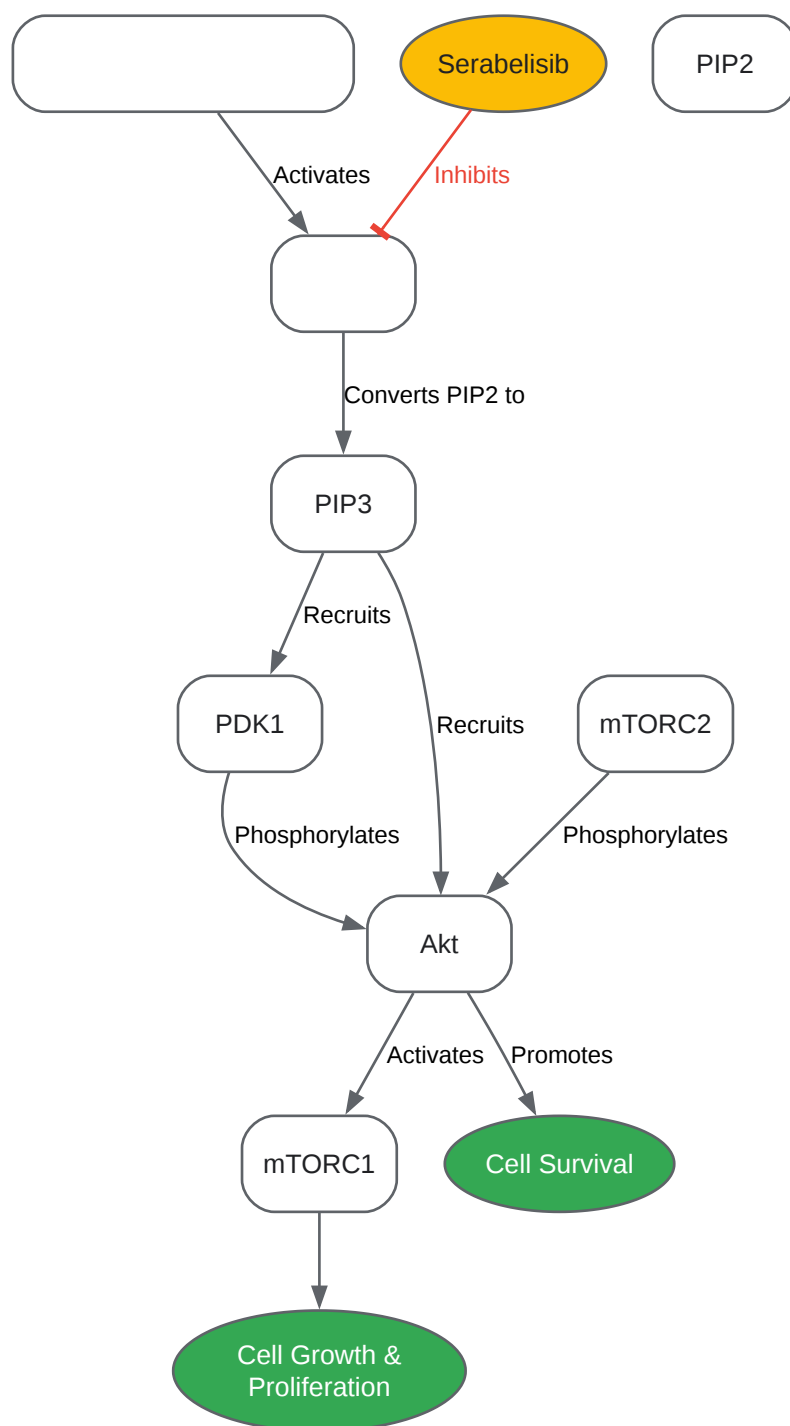 Serabelisib
PIP2
Activates
Inhibits
Converts PIP2 to
PIP3
Recruits
PDK1
Recruits
mTORC2
Phosphorylates
Phosphorylates
Akt
Activates
Promotes
mTORC1
Cell Survival
Cell Growth &
Proliferation